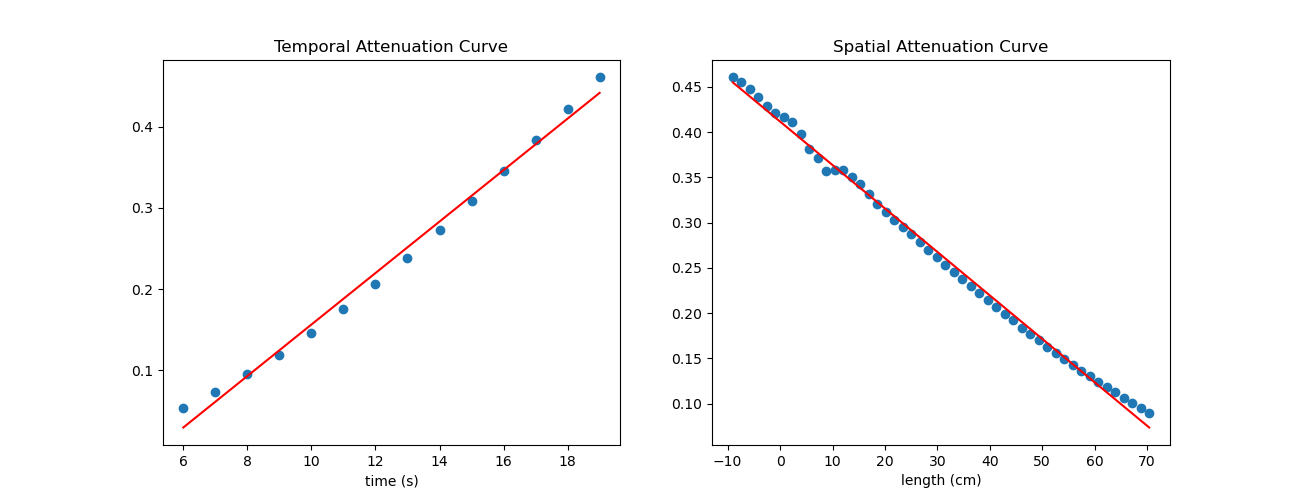 Temporal Attenuation Curve
0.4
0.3
0.2
0.1
6 8 10 12 14 16 18
time (s)
Spatial Attenuation Curve
0.45
0.40
0.35
0.30
0.25
0.20
0.15
0.10
−10 0 10 20 30 40 50 60 70
length (cm)